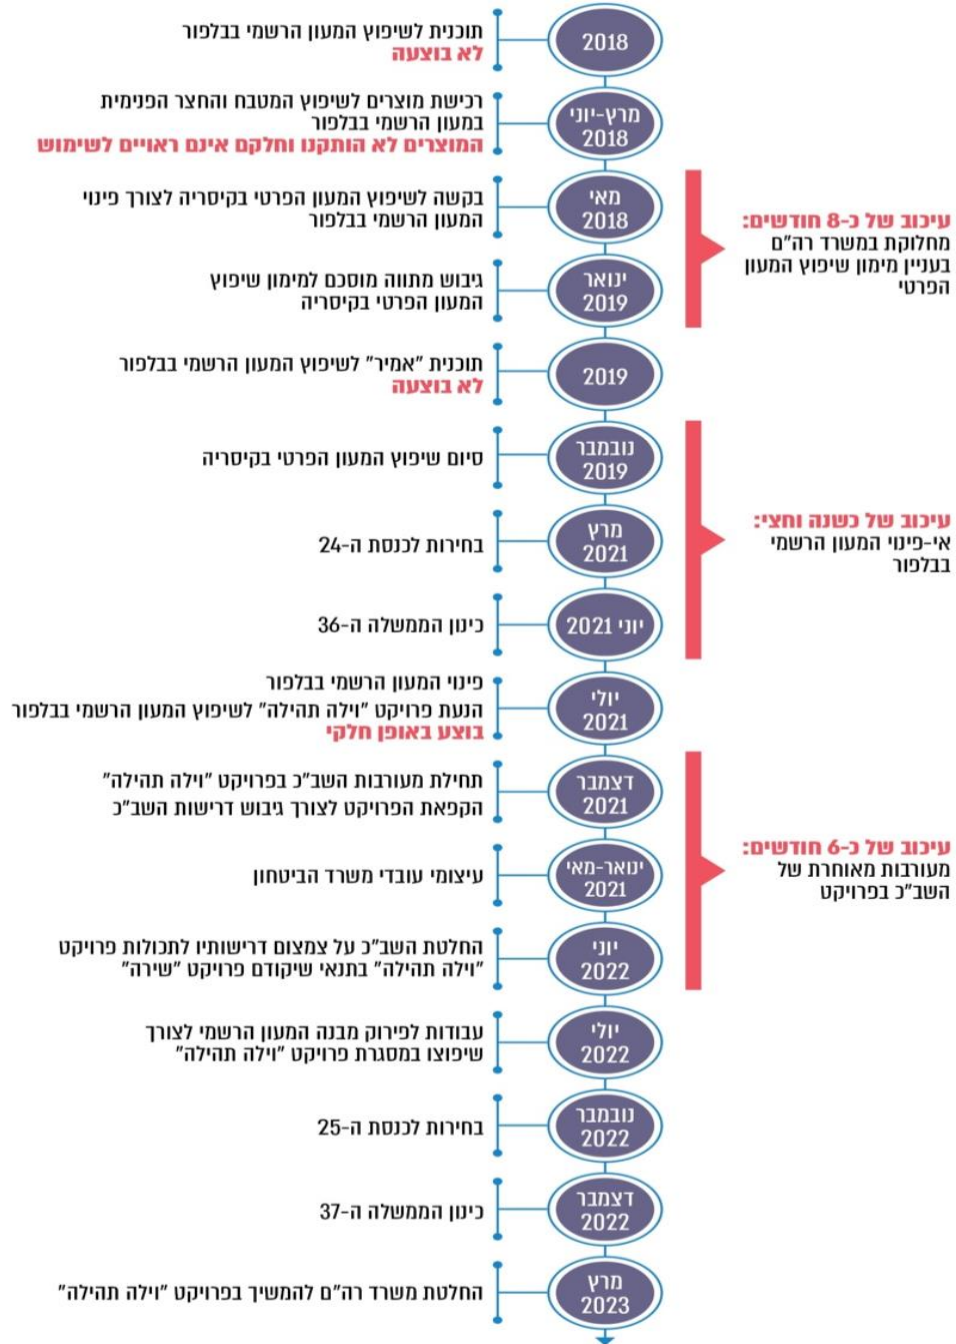 2018
תוכנית לשיפוץ המעון הרשמי בבלפור
לא בוצעה
מרץ-יוני
2018
רכישת מוצרים לשיפוץ המטבח והחצר הפנימית
במעון הרשמי בבלפור
המוצרים לא הותקנו וחלקם אינם ראויים לשימוש
עיכוב של כ-8 חודשים:
מחלוקת במשרד רה"ם
בעניין מימון שיפוץ המעון
הפרטי
מאי
2018
בקשה לשיפוץ המעון הפרטי בקיסריה לצורך פינוי
המעון הרשמי בבלפור
ינואר
2019
גיבוש מתווה מוסכם למימון שיפוץ
המעון הפרטי בקיסריה
2019
תוכנית "אמיר" לשיפוץ המעון הרשמי בבלפור
לא בוצעה
עיכוב של כשנה וחצי:
אי-פינוי המעון הרשמי
בבלפור
נובמבר
2019
סיום שיפוץ המעון הפרטי בקיסריה
מרץ
2021
בחירות לכנסת ה-24
יוני 2021
כינון הממשלה ה-36
יולי
2021
פינוי המעון הרשמי בבלפור
הנעת פרויקט "וילה תהילה" לשיפוץ המעון הרשמי בבלפור
בוצע באופן חלקי
עיכוב של כ-6 חודשים:
מעורבות מאוחרת של
השב"כ בפרויקט
דצמבר
2021
תחילת מעורבות השב"כ בפרויקט "וילה תהילה"
הקפאת הפרויקט לצורך גיבוש דרישות השב"כ
ינואר-מאי
2021
עיצומי עובדי משרד הביטחון
יוני
2022
החלטת השב"כ על צמצום דרישותיו לתכולות פרויקט
"וילה תהילה" בתנאי שיקודם פרויקט "שירה"
יולי
2022
עבודות לפירוק מבנה המעון הרשמי לצורך
שיפוצו במסגרת פרויקט "וילה תהילה"
נובמבר
2022
בחירות לכנסת ה-25
דצמבר
2022
כינון הממשלה ה-37
מרץ
2023
החלטת משרד רה"ם להמשיך בפרויקט "וילה תהילה"